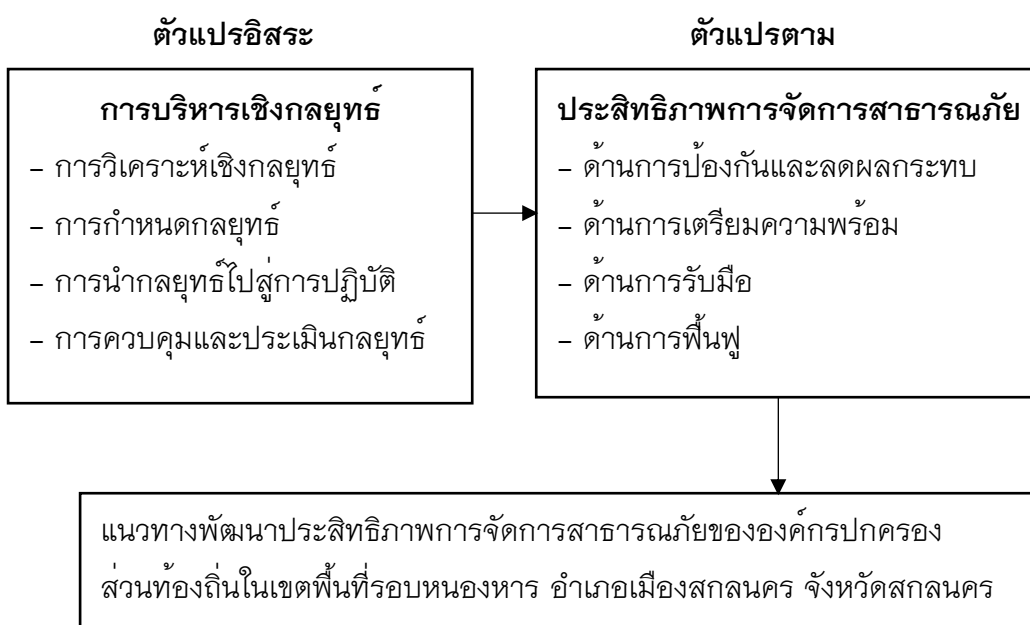 ตัวแปรอิสระ
ตัวแปรตาม
การบริหารเชิงกลยุทธ์
- การวิเคราะห์เชิงกลยุทธ์
- การกำหนดกลยุทธ์
- การนำกลยุทธ์ไปสู่การปฏิบัติ
- การควบคุมและประเมินกลยุทธ์
ประสิทธิภาพการจัดการสาธารณภัย
- ด้านการป้องกันและลดผลกระทบ
- ด้านการเตรียมความพร้อม
- ด้านการรับมือ
- ด้านการฟื้นฟู
แนวทางพัฒนาประสิทธิภาพการจัดการสาธารณภัยขององค์กรปกครอง
ส่วนท้องถิ่นในเขตพื้นที่รอบหนองหาร อำเภอเมืองสกลนคร จังหวัดสกลนคร